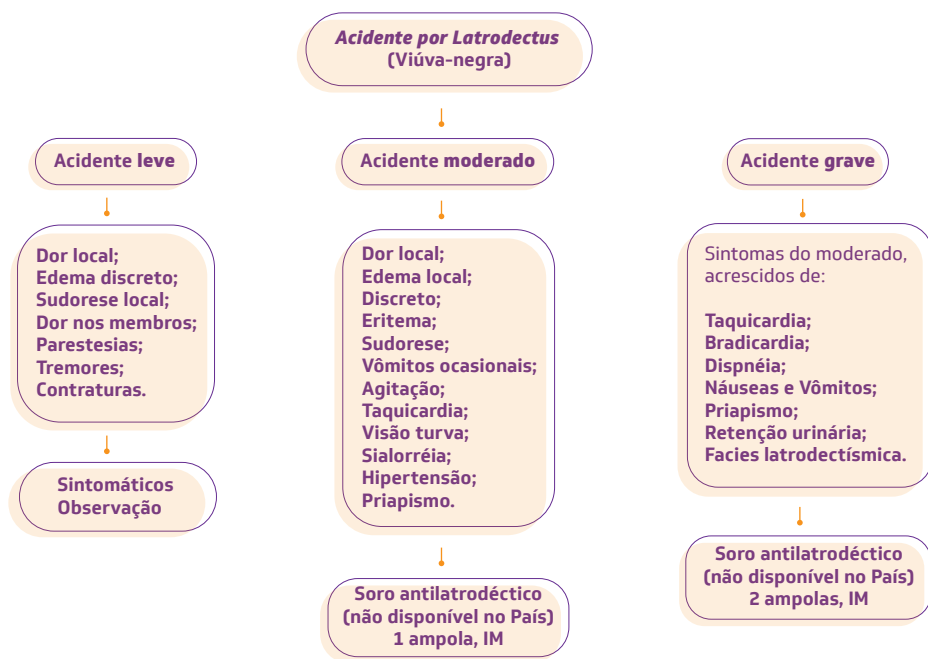 Acidente por Latrodectus
(Viúva-negra)
Acidente leve
Dor local;
Edema discreto;
Sudorese local;
Dor nos membros;
Parestesias;
Tremores;
Contraturas.
Sintomáticos
Observação
Acidente moderado
Dor local;
Edema local;
Discreto;
Eritema;
Sudorese;
Vômitos ocasionais;
Agitação;
Taquicardia;
Visão turva;
Sialorréia;
Hipertensão;
Priapismo.
Soro antilatrodéctico
(não disponível no País)
1 ampola, IM
Acidente grave
Sintomas do moderado,
acrescidos de:
Taquicardia;
Bradicardia;
Dispnéia;
Náuseas e Vômitos;
Priapismo;
Retenção urinária;
Facies latrodectísmica.
Soro antilatrodéctico
(não disponível no País)
2 ampolas, IM